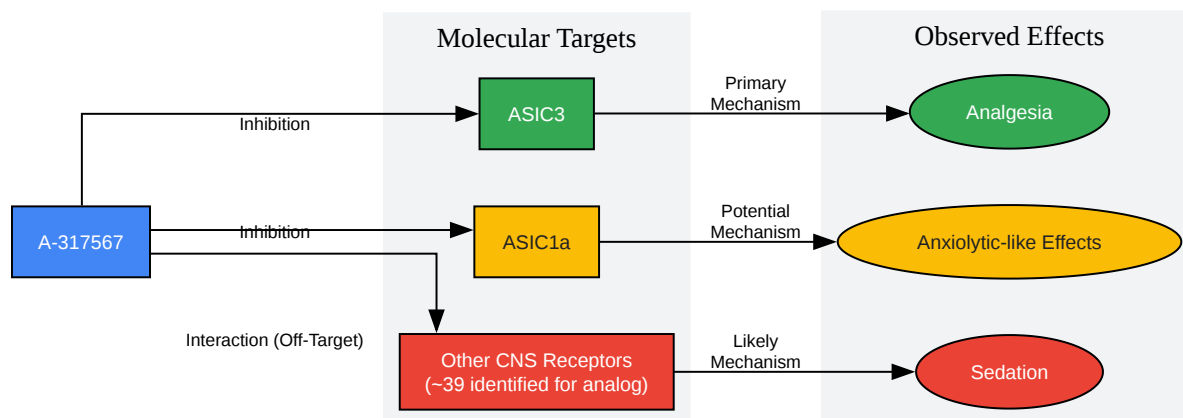 Molecular Targets
Observed Effects
Primary
Mechanism
ASIC3
Analgesia
Inhibition
A-317567
Inhibition
ASIC1a
Potential
Mechanism
Anxiolytic-like Effects
Interaction (Off-Target)
Other CNS Receptors
(~39 identified for analog)
Likely
Mechanism
Sedation